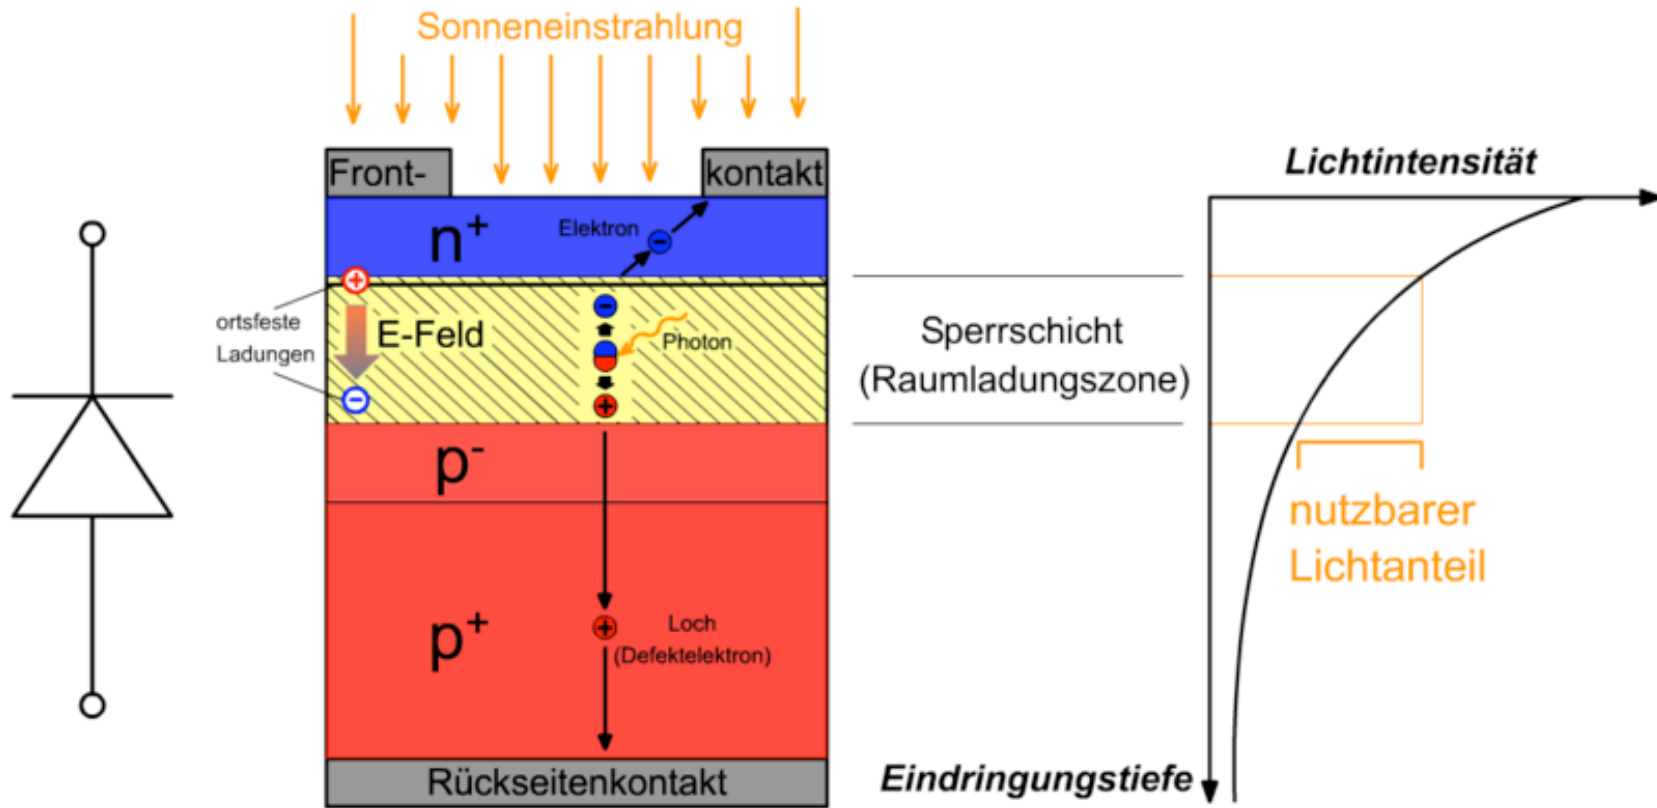 Sonneneinstrahlung
Front-
kontakt
Lichtintensität
n+
Elektron
+
-
ortsfeste
Ladungen
E-Feld
-
Photon
+
-
Sperrschicht
(Raumladungszone)
p-
nutzbarer
Lichtanteil
p+
+
Loch
(Defektelektron)
Rückseitenkontakt
Eindringungstiefe